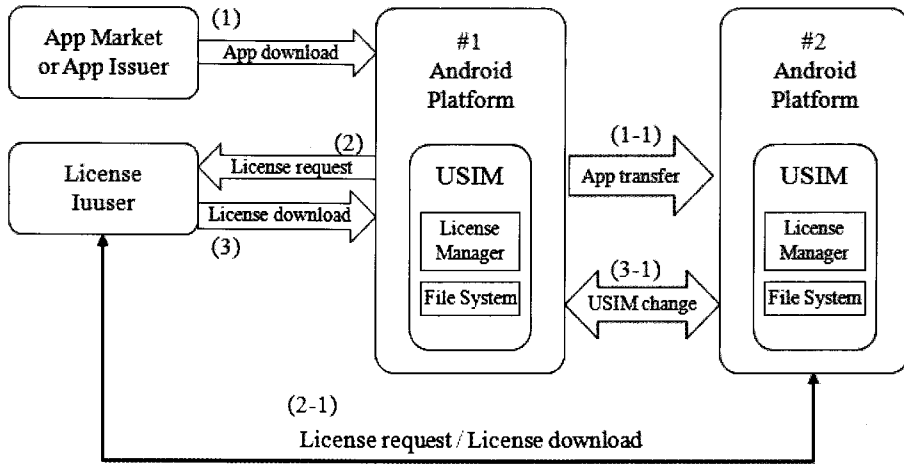 (1)
App Market
or App Issuer
App download
#1
Android
Platform
#2
Android
Platform
(2)
License request
License
Iuuser
License download
(3)
USIM
License
Manager
File System
(1-1)
App transfer
(3-1)
USIM change
USIM
License
Manager
File System
(2-1)
License request / License download